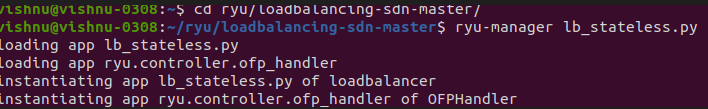 vishnu@vishnu-0308:~$ cd ryu/loadbalancing-sdn-master/
vishnu@vishnu-0308:~/ryu/loadbalancing-sdn-master$ ryu-manager lb_stateless.py
loading app lb_stateless.py
loading app ryu.controller.ofp_handler
instantiating app lb_stateless.py of loadbalancer
instantiating app ryu.controller.ofp_handler of OFPHandler